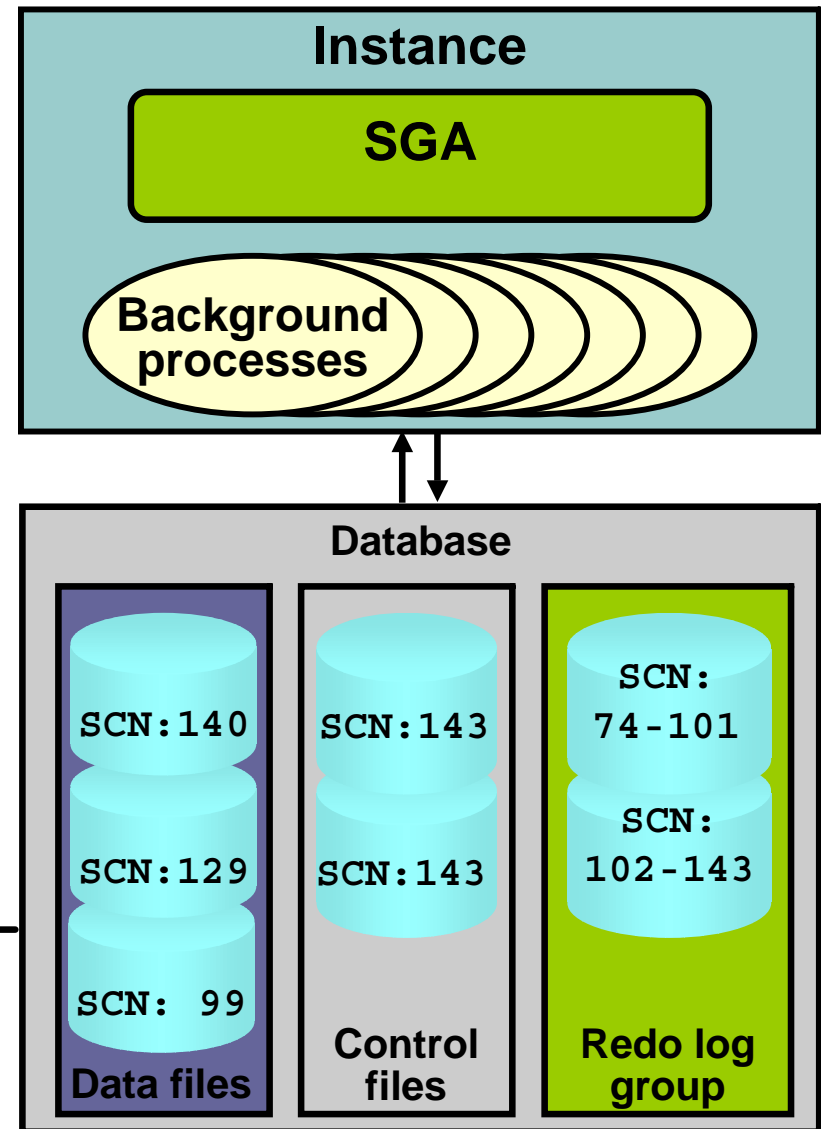 Instance
SGA
Background
processes
Database
SCN:140
SCN:129
SCN: 99
Data files
SCN:143
SCN:143
Control
files
SCN:
74-101
SCN:
102-143
Redo log
group